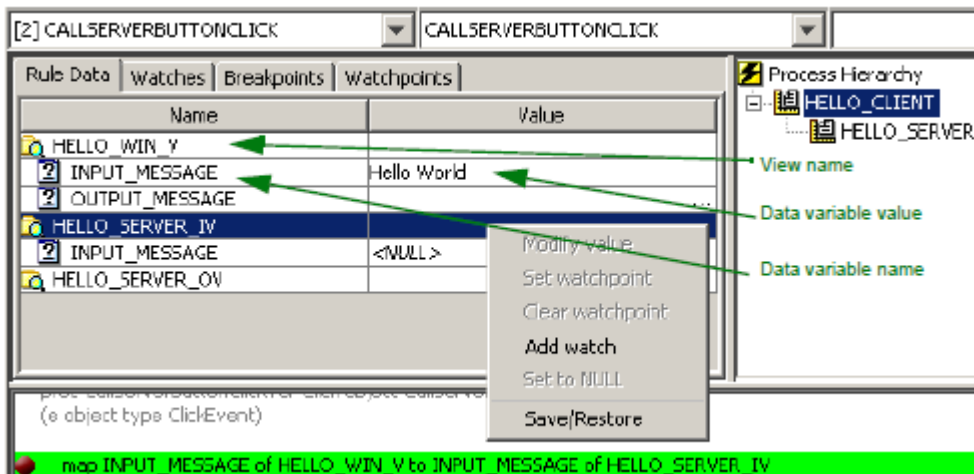 [2] CALLSERVERBUTTONCLICK CALLSERVERBUTTONCLICK
Rule Data Watches Breakpoints Watchpoints
Process Hierarchy
Name Value
HELLO_CLIENT
HELLO_SERVER
HELLO_WIN_V
View name
INPUT_MESSAGE Hello World
OUTPUT_MESSAGE ...
Data variable value
HELLO_SERVER_IV
Modify value
INPUT_MESSAGE <NULL>
Data variable name
Set watchpoint
HELLO_SERVER_OV
Clear watchpoint
Add watch
Set to NULL
Save/Restore
(e object type ClickEvent)
map INPUT_MESSAGE of HELLO_WIN_V to INPUT_MESSAGE of HELLO_SERVER_IV